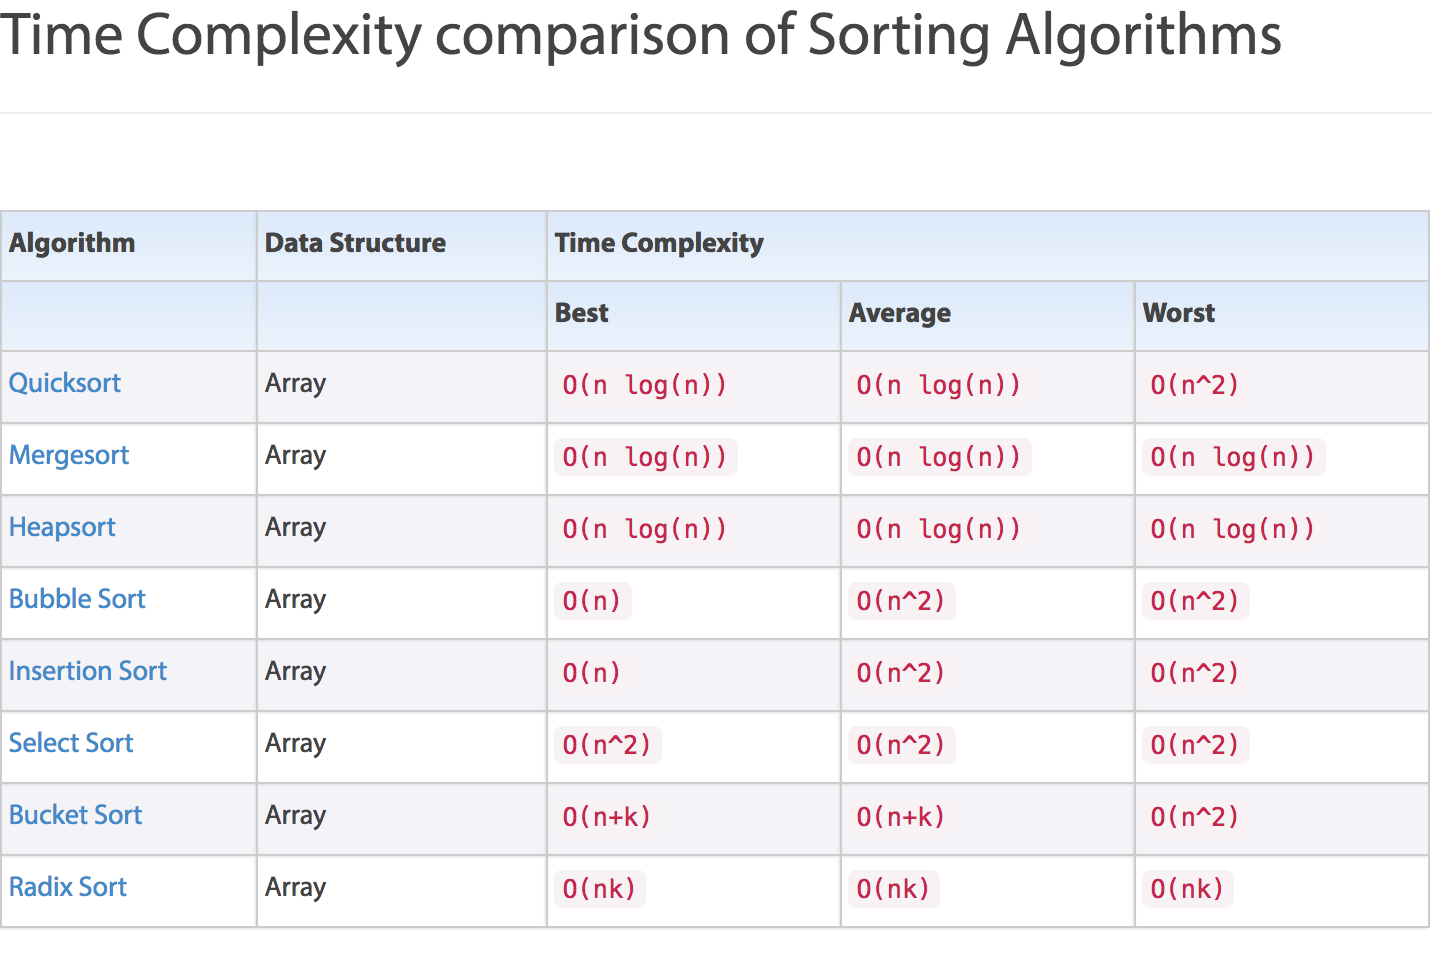 Time Complexity comparison of Sorting Algorithms
Algorithm Data Structure Time Complexity
Best Average Worst
Quicksort Array O(n log(n)) O(n log(n)) O(n^2)
Mergesort Array O(n log(n)) O(n log(n)) O(n log(n))
Heapsort Array O(n log(n)) O(n log(n)) O(n log(n))
Bubble Sort Array O(n) O(n^2) O(n^2)
Insertion Sort Array O(n) O(n^2) O(n^2)
Select Sort Array O(n^2) O(n^2) O(n^2)
Bucket Sort Array O(n+k) O(n+k) O(n^2)
Radix Sort Array O(nk) O(nk) O(nk)